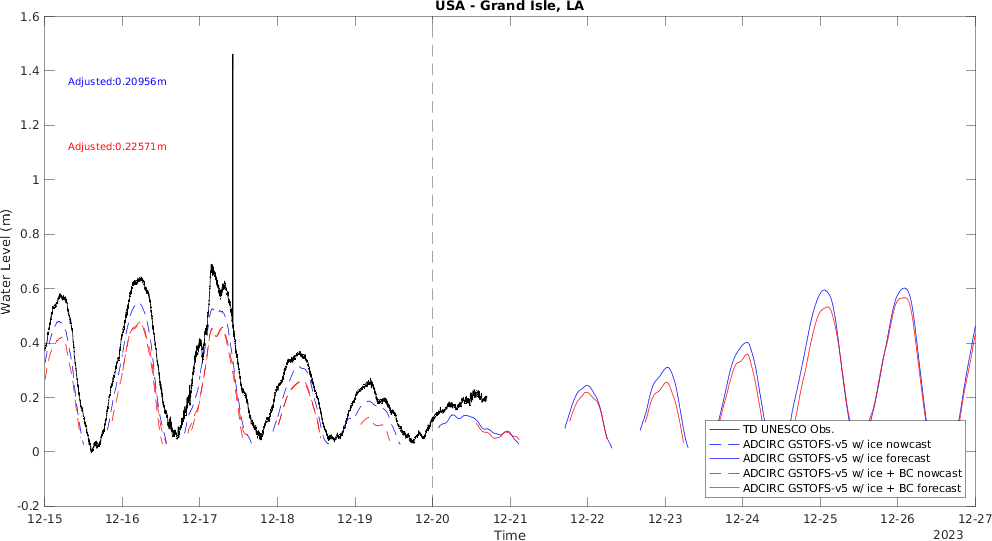 USA - Grand Isle, LA
1.6
1.4
1.2
1
0.8
0.6
0.4
0.2
0
-0.2
Water Level (m)
Adjusted:0.20956m
Adjusted:0.22571m
TD UNESCO Obs.
ADCIRC GSTOFS-v5 w/ ice nowcast
ADCIRC GSTOFS-v5 w/ ice forecast
ADCIRC GSTOFS-v5 w/ ice + BC nowcast
ADCIRC GSTOFS-v5 w/ ice + BC forecast
12-15 12-16 12-17 12-18 12-19 12-20 12-21 12-22 12-23 12-24 12-25 12-26 12-27
Time
2023